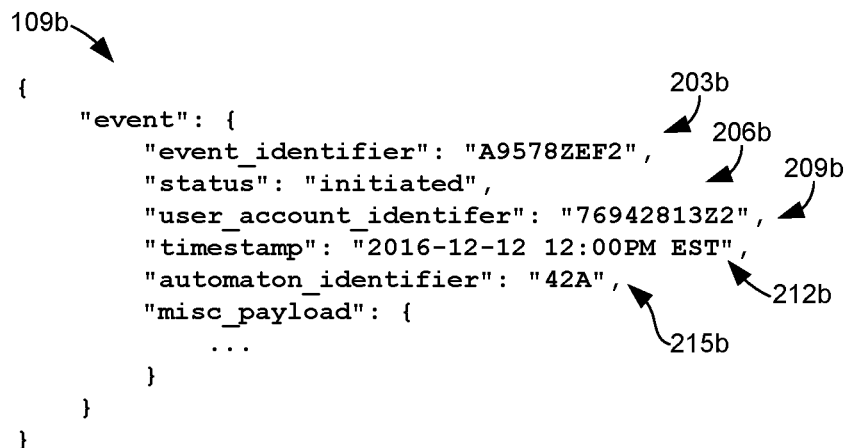 109b
{
"event": {
203b
"event_identifier": "A9578ZEF2",
206b
"status": "initiated",
209b
"user_account_identifer": "76942813Z2",
"timestamp": "2016-12-12 12:00PM EST",
212b
"automaton_identifier": "42A",
215b
"misc_payload": {
...
}
}
}